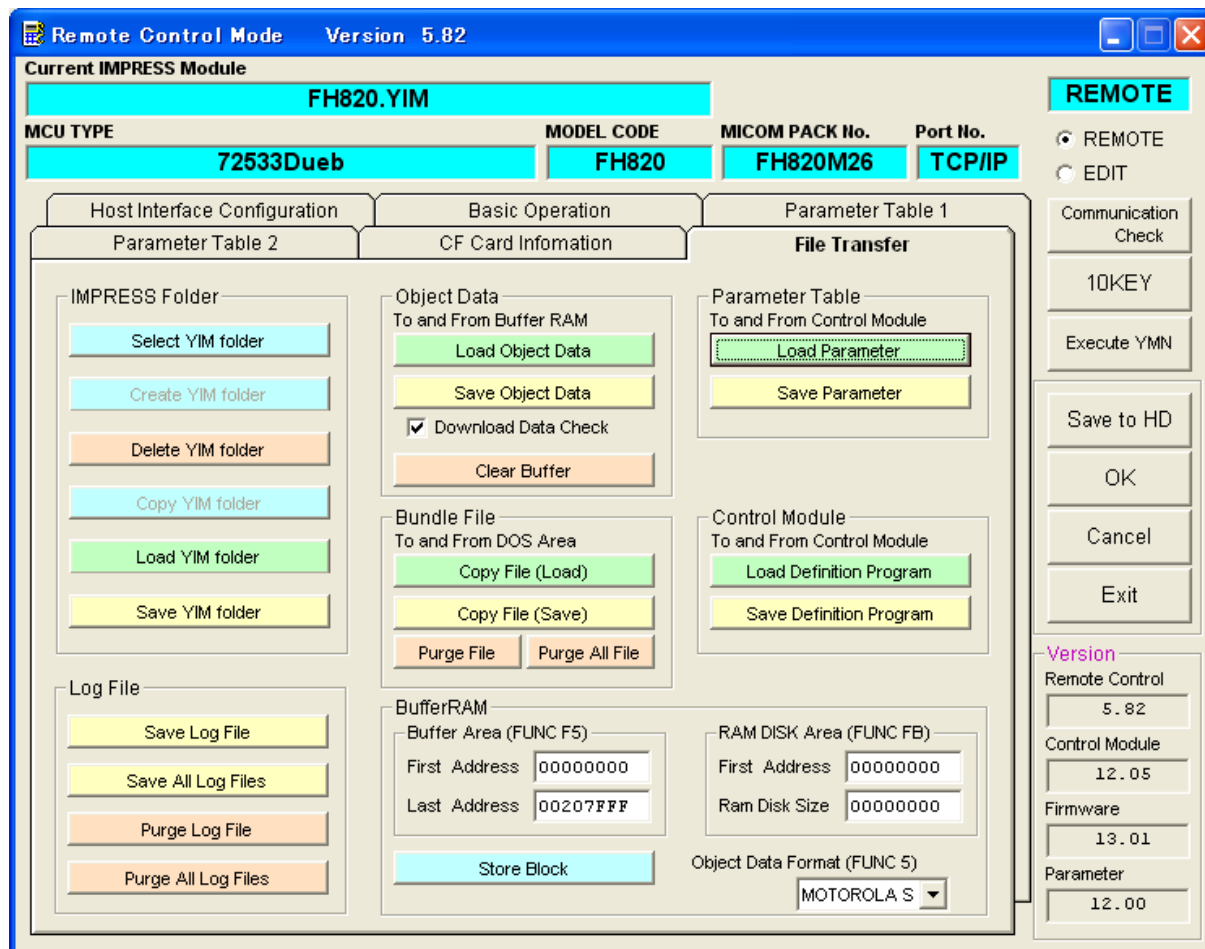 Remote Control Mode Version 5.82
Current IMPRESS Module
FH820.YIM
MCU TYPE
MODEL CODE
MICOM PACK No.
Port No.
72533Dueb
FH820
FH820M26
TCP/IP
Host Interface Configuration
Basic Operation
Parameter Table 1
Parameter Table 2
CF Card Infomation
File Transfer
IMPRESS Folder
Select YIM folder
Create YIM folder
Delete YIM folder
Copy YIM folder
Load YIM folder
Save YIM folder
Log File
Save Log File
Save All Log Files
Purge Log File
Purge All Log Files
Object Data
To and From Buffer RAM
Load Object Data
Save Object Data
Download Data Check
Clear Buffer
Bundle File
To and From DOS Area
Copy File (Load)
Copy File (Save)
Purge File
Purge All File
Parameter Table
To and From Control Module
Load Parameter
Save Parameter
Control Module
To and From Control Module
Load Definition Program
Save Definition Program
BufferRAM
Buffer Area (FUNC F5)
First Address 00000000
Last Address 00207FFF
RAM DISK Area (FUNC FB)
First Address 00000000
Ram Disk Size 00000000
Store Block
Object Data Format (FUNC 5)
MOTOROLA S
REMOTE
REMOTE
EDIT
Communication
Check
10KEY
Execute YMN
Save to HD
OK
Cancel
Exit
Version
Remote Control
5.82
Control Module
12.05
Firmware
13.01
Parameter
12.00